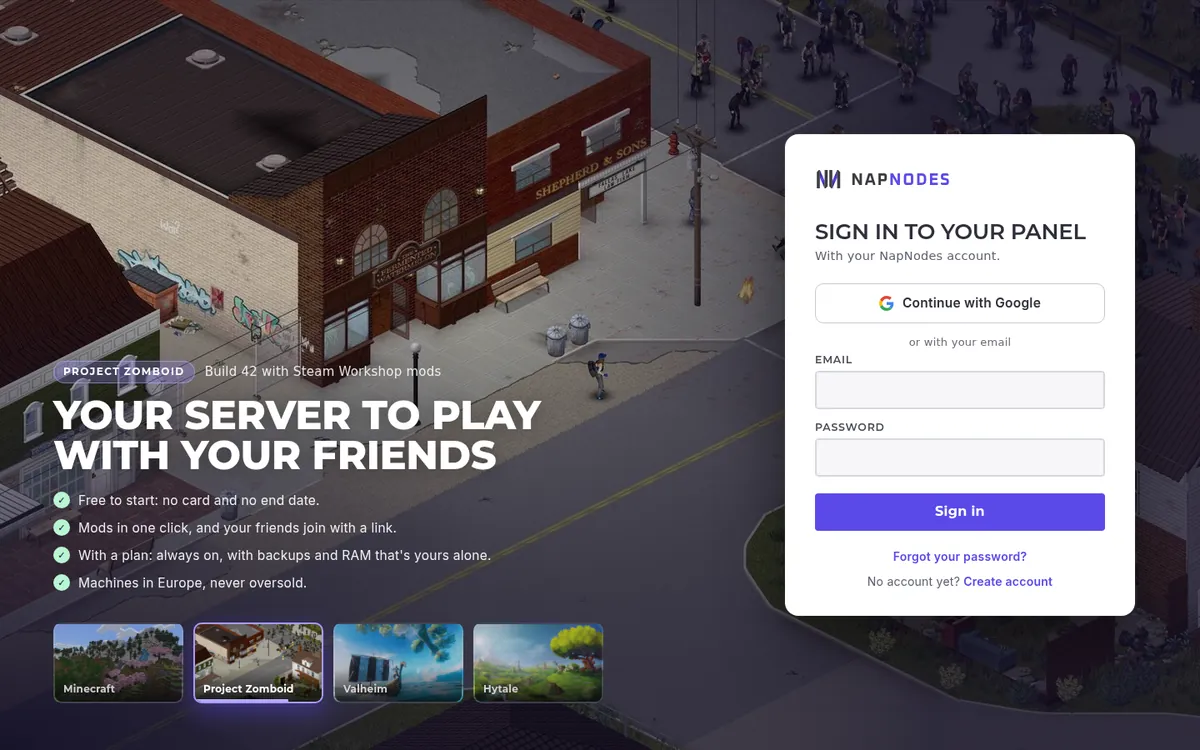 SHEPHERD & SONS
FERMENTED
WATERMELON
PROJECT ZOMBOID
Build 42 with Steam Workshop mods
YOUR SERVER TO PLAY
WITH YOUR FRIENDS
✓ Free to start: no card and no end date.
✓ Mods in one click, and your friends join with a link.
✓ With a plan: always on, with backups and RAM that's yours alone.
✓ Machines in Europe, never oversold.
Minecraft
Project Zomboid
Valheim
Hytale
NAPNODES
SIGN IN TO YOUR PANEL
With your NapNodes account.
Continue with Google
or with your email
EMAIL
PASSWORD
Sign in
Forgot your password?
No account yet? Create account